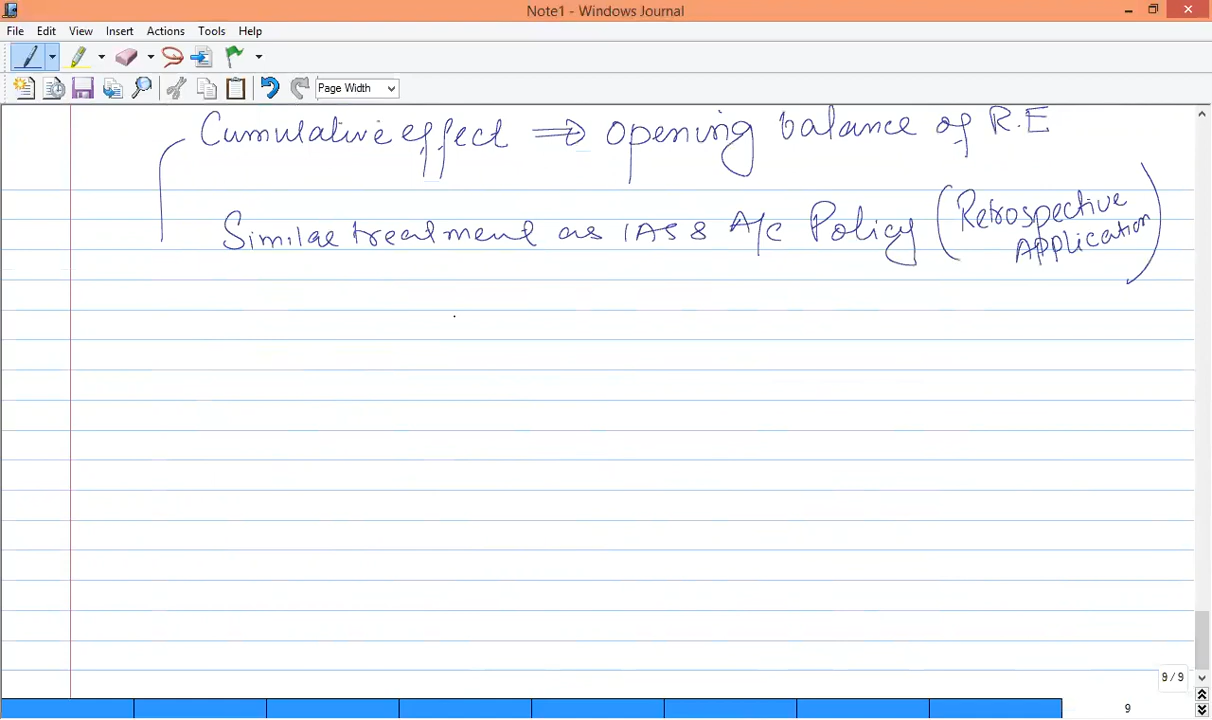 Note1 - Windows Journal
File Edit View Insert Actions Tools Help
Page Width
Cumulative effect ⇒ opening balance of R.E
Similar treatment as IAS 8 A/c Policy (Retrospective
Application)
9 / 9
9